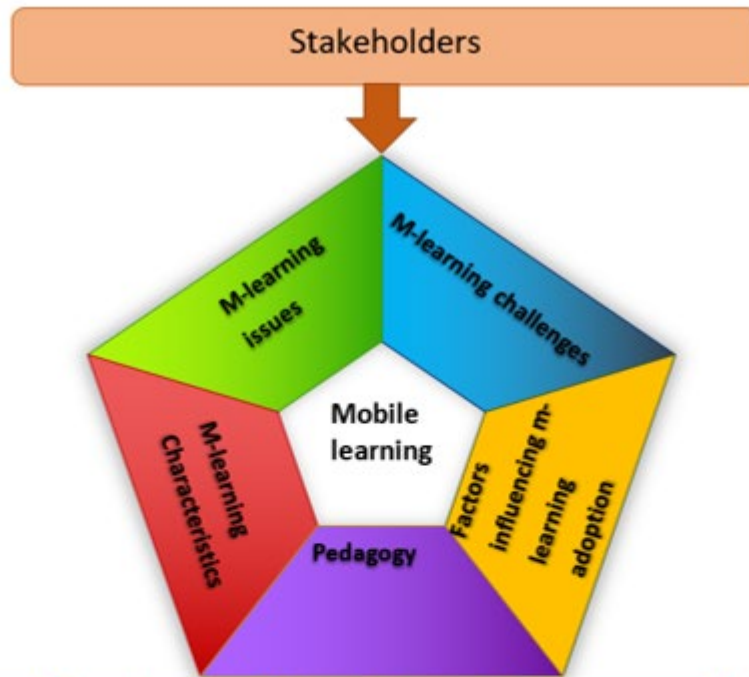 Stakeholders
M-learning
issues
M-learning challenges
Mobile
learning
M-learning
Characteristics
Factors
influencing m-
learning
adoption
Pedagogy